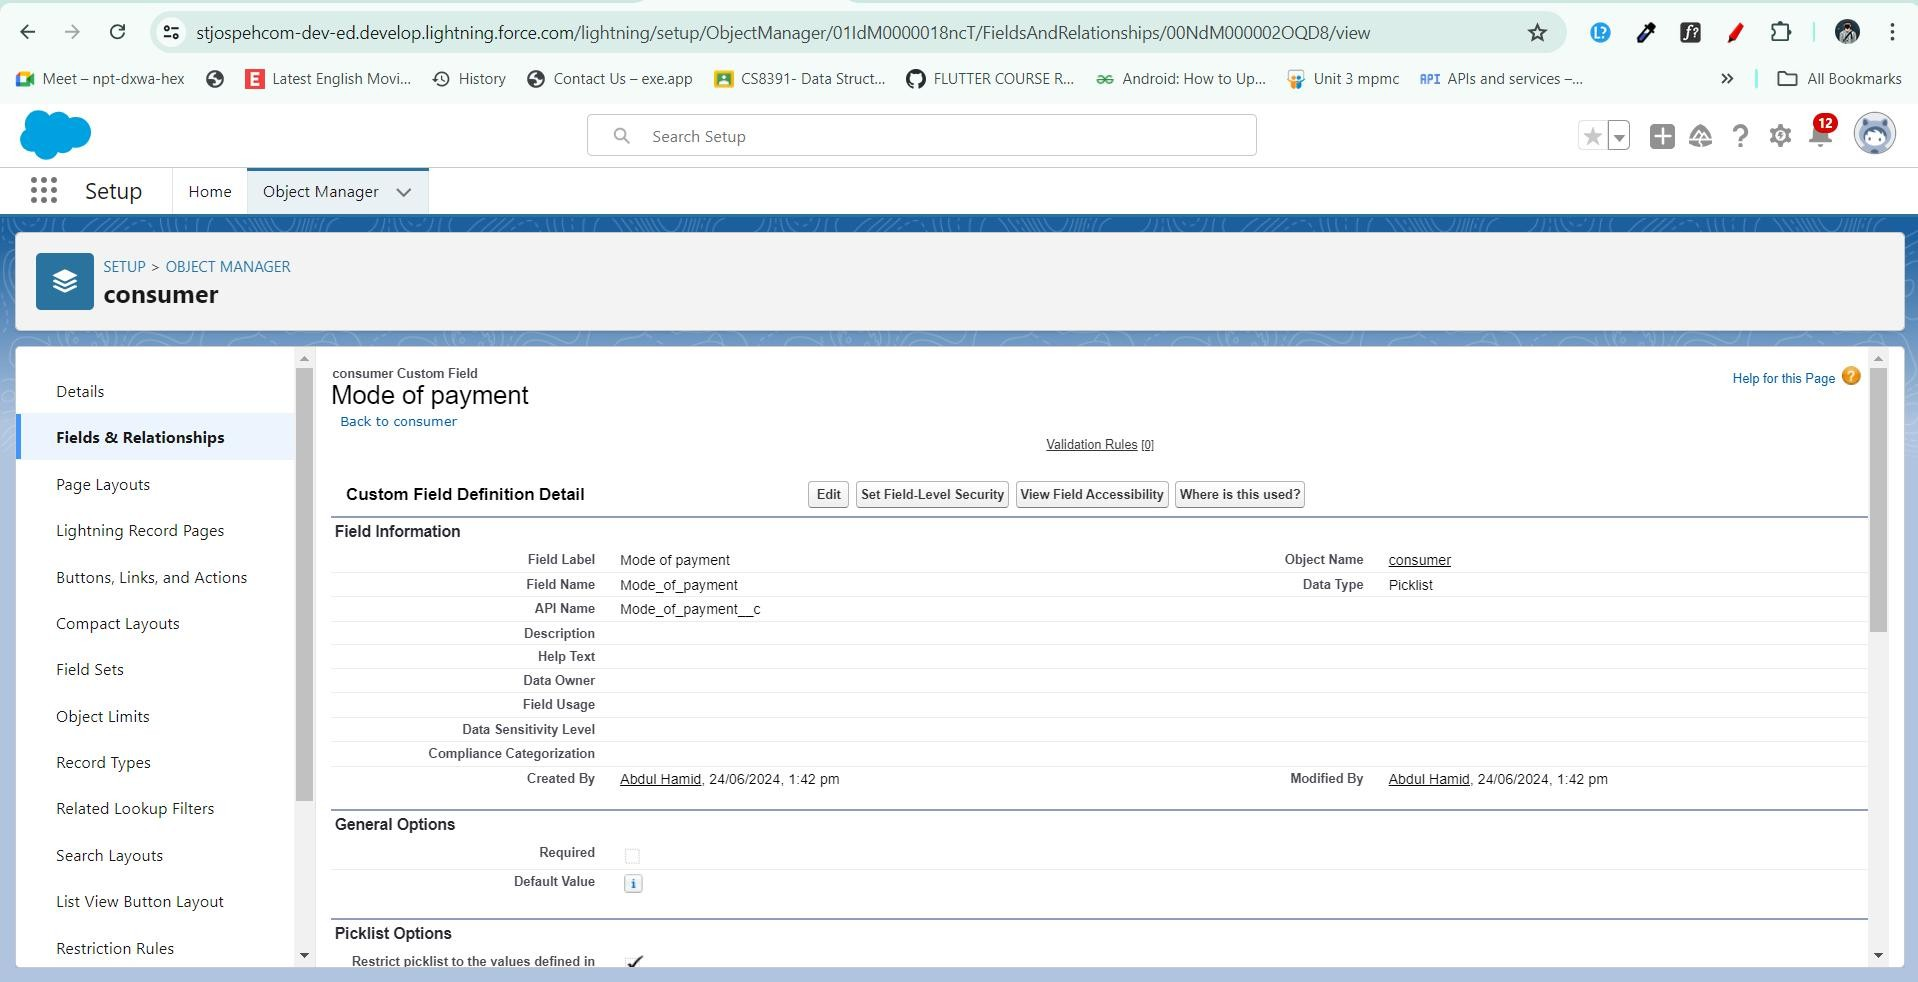 stjospehcom-dev-ed.develop.lightning.force.com/lightning/setup/ObjectManager/01IdM0000018ncT/FieldsAndRelationships/00NdM000002OQD8/view
Meet – npt-dxwa-hex
Latest English Movi...
History
Contact Us – exe.app
CS8391- Data Struct...
FLUTTER COURSE R...
Android: How to Up...
Unit 3 mpmc
API APIs and services –...
All Bookmarks
Search Setup
12
Setup
Home
Object Manager
SETUP > OBJECT MANAGER
consumer
Details
Fields & Relationships
Page Layouts
Lightning Record Pages
Buttons, Links, and Actions
Compact Layouts
Field Sets
Object Limits
Record Types
Related Lookup Filters
Search Layouts
List View Button Layout
Restriction Rules
consumer Custom Field
Mode of payment
Back to consumer
Help for this Page
Validation Rules [0]
Custom Field Definition Detail
Edit
Set Field-Level Security
View Field Accessibility
Where is this used?
Field Information
Field Label Mode of payment Object Name consumer
Field Name Mode_of_payment Data Type Picklist
API Name Mode_of_payment__c
Description
Help Text
Data Owner
Field Usage
Data Sensitivity Level
Compliance Categorization
Created By Abdul Hamid, 24/06/2024, 1:42 pm Modified By Abdul Hamid, 24/06/2024, 1:42 pm
General Options
Required
Default Value
Picklist Options
Restrict picklist to the values defined in